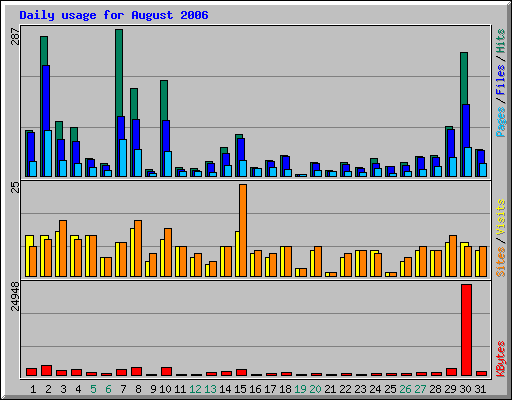 Daily usage for August 2006
287
Pages / Files / Hits
25
Sites / Visits
24948
KBytes
1 2 3 4 5 6 7 8 9 10 11 12 13 14 15 16 17 18 19 20 21 22 23 24 25 26 27 28 29 30 31